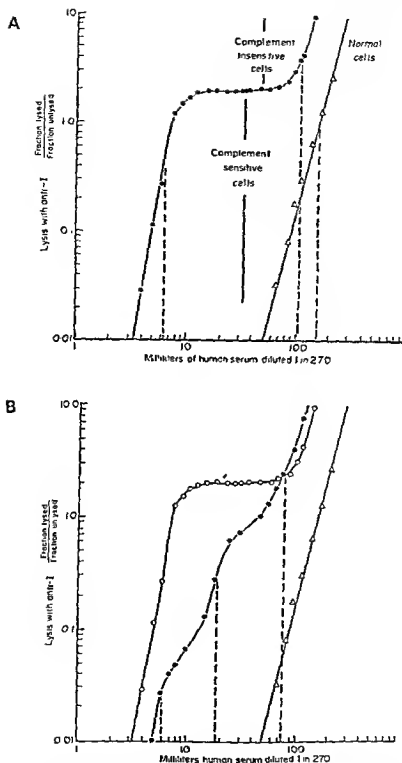 A
10
1.0
0.1
0.01
Fraction lysed
Fraction unlysed
Lysis with anti-I
Complement
insensitive
cells
Complement
sensitive
cells
Normal
cells
1
10
100
Milliliters of human serum diluted 1 in 270
B
10.0
1.0
0.1
0.01
Fraction lysed
Fraction unlysed
Lysis with anti-I
1
10
100
Milliliters of human serum diluted 1 in 270